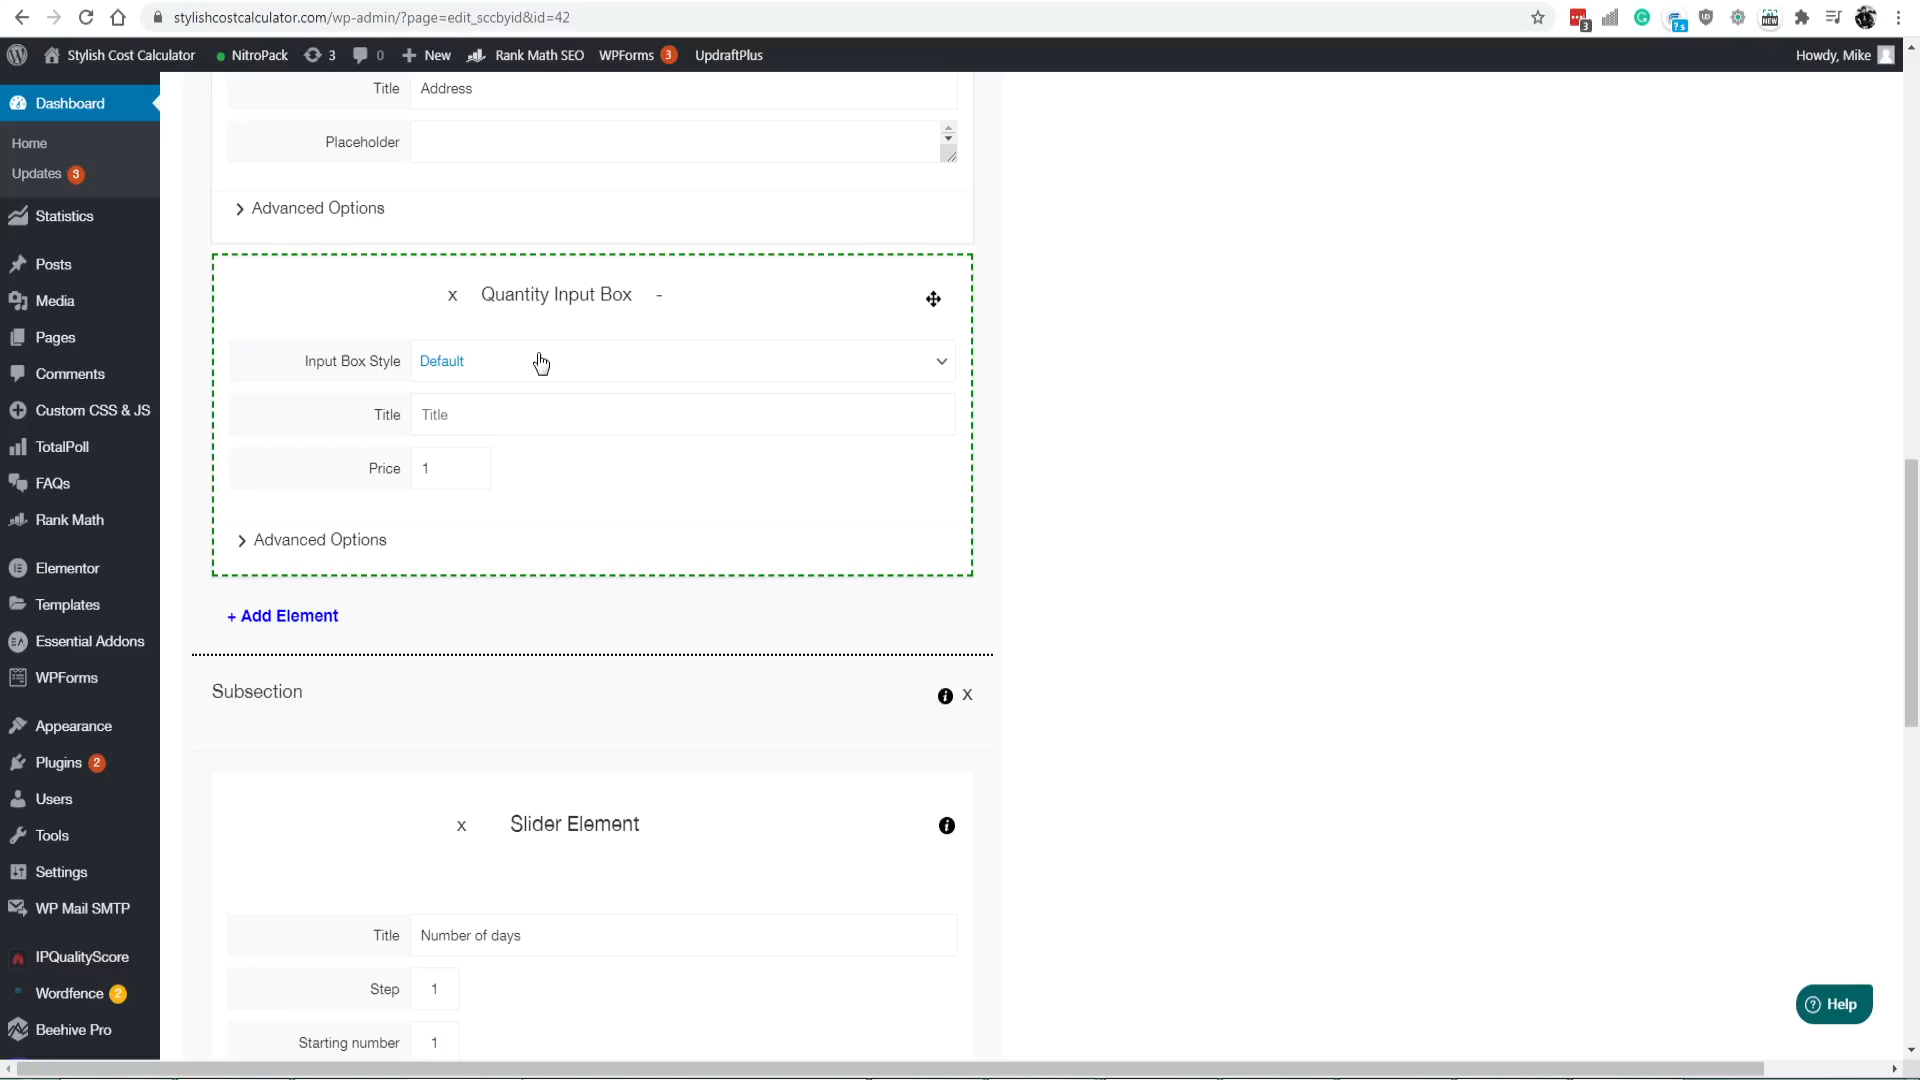 stylishcostcalculator.com/wp-admin/?page=edit_sccbyid&id=42
3
NEW
Stylish Cost Calculator
NitroPack
3
0
New
Rank Math SEO
WPForms 3
UpdraftPlus
Howdy, Mike
Dashboard
Home
Updates 3
Statistics
Posts
Media
Pages
Comments
Custom CSS & JS
TotalPoll
FAQs
Rank Math
Elementor
Templates
Essential Addons
WPForms
Appearance
Plugins 2
Users
Tools
Settings
WP Mail SMTP
IPQualityScore
Wordfence 2
Beehive Pro
Title Address
Placeholder
Advanced Options
x Quantity Input Box -
Input Box Style Default
Title Title
Price 1
Advanced Options
+ Add Element
Subsection
i X
x Slider Element
i
Title Number of days
Step 1
Starting number 1
? Help